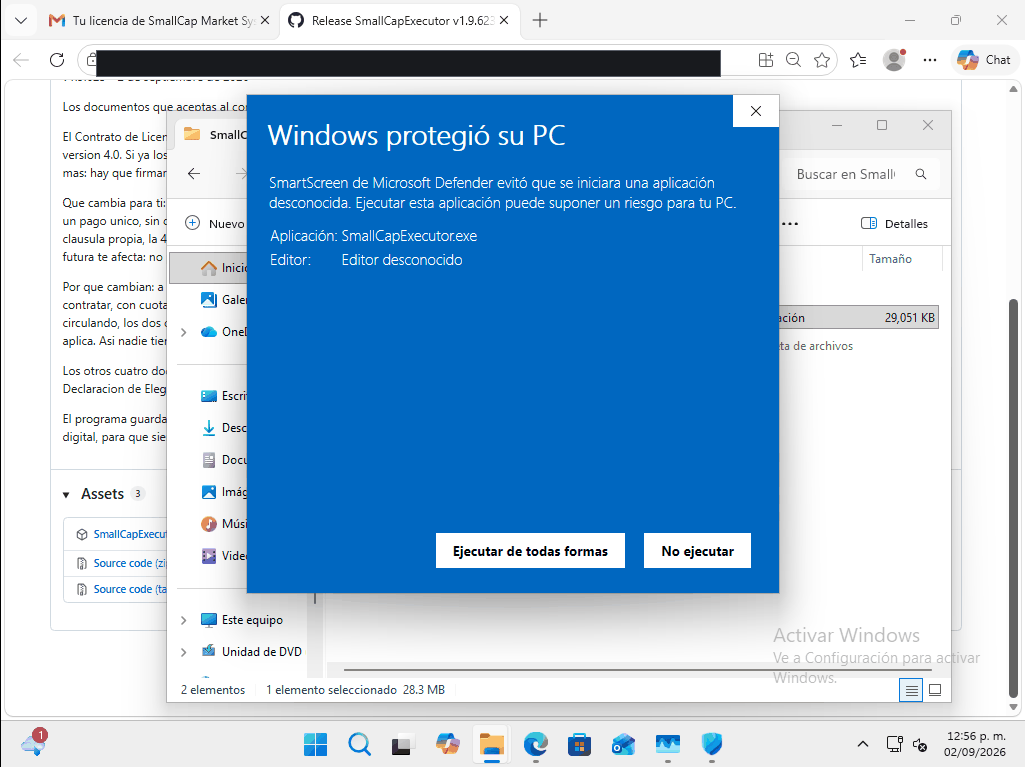 Tu licencia de SmallCap Market Sy
Release SmallCapExecutor v1.9.623
Chat
Los documentos que aceptas al co
El Contrato de Licen
version 4.0. Si ya los
mas: hay que firmar
Que cambia para ti:
un pago unico, sin c
clausula propia, la 4
futura te afecta: no
Por que cambian: a
contratar, con cuota
circulando, los dos c
aplica. Asi nadie tien
Los otros cuatro do
Declaracion de Eleg
El programa guarda
digital, para que sie
Assets 3
SmallCapExecut
Source code (zi
Source code (ta
SmallC
Buscar en Small
Nuevo
Detalles
Tamaño
Inicio
Galer
OneD
ación
29,051 KB
ta de archivos
Escri
Desc
Docu
Imág
Músi
Video
Este equipo
Unidad de DVD
2 elementos
1 elemento seleccionado 28.3 MB
Windows protegió su PC
SmartScreen de Microsoft Defender evitó que se iniciara una aplicación
desconocida. Ejecutar esta aplicación puede suponer un riesgo para tu PC.
Aplicación: SmallCapExecutor.exe
Editor: Editor desconocido
Ejecutar de todas formas
No ejecutar
Activar Windows
Ve a Configuración para activar
Windows.
1
12:56 p. m.
02/09/2026